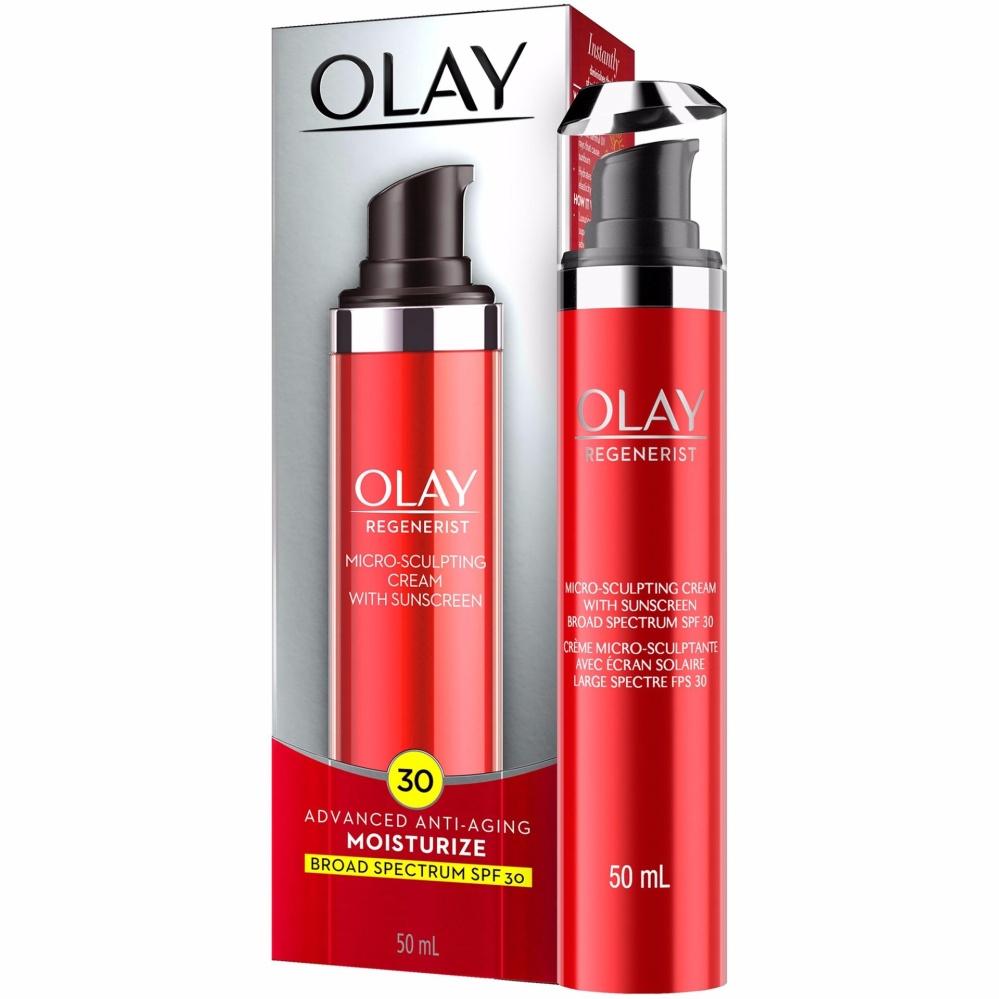 OLAY
OLAY
REGENERIST
MICRO-SCULPTING
CREAM
WITH SUNSCREEN
30
ADVANCED ANTI-AGING
MOISTURIZE
BROAD SPECTRUM SPF 30
50 mL
Instantly
HOW IT
OLAY
REGENERIST
MICRO-SCULPTING CREAM
WITH SUNSCREEN
BROAD SPECTRUM SPF 30
CRÈME MICRO-SCULPTANTE
AVEC ÉCRAN SOLAIRE
LARGE SPECTRE FPS 30
50 mL